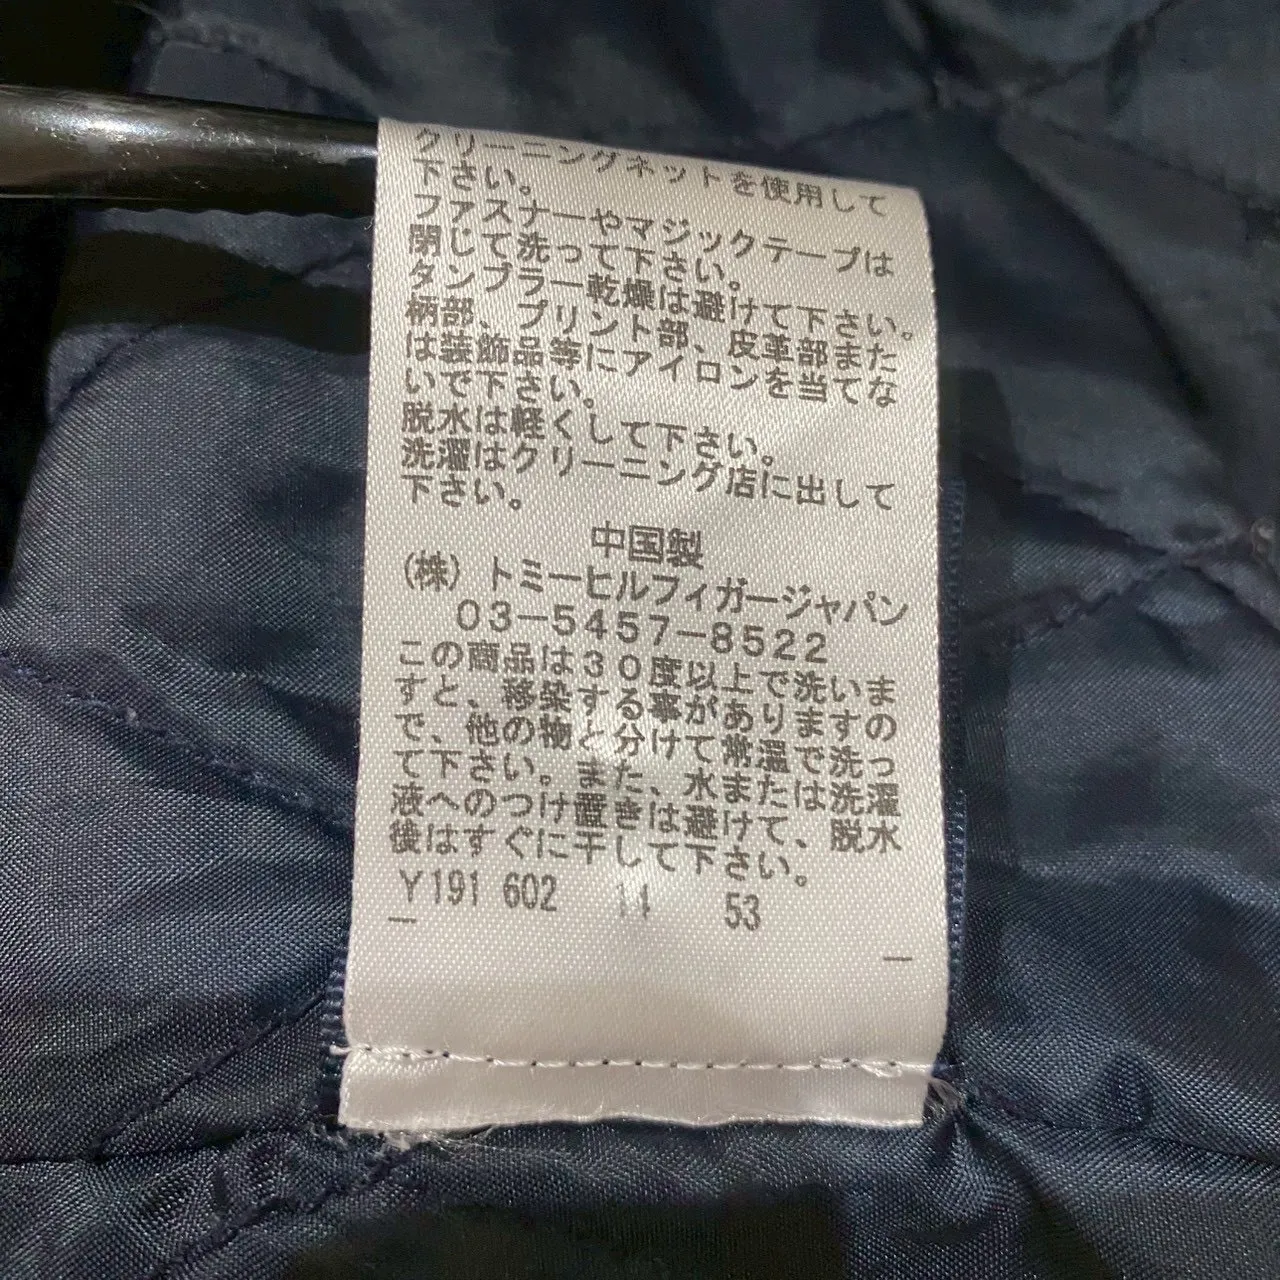 クリーニングネットを使用して
下さい。
ファスナーやマジックテープは
閉じて洗って下さい。
タンブラー乾燥は避けて下さい。
柄部、プリント部、皮革部また
は装飾品等にアイロンを当てな
いで下さい。
脱水は軽くして下さい。
洗濯はクリーニング店に出して
下さい。
中国製
(株) トミーヒルフィガージャパン
03-5457-8522
この商品は30度以上で洗いま
すと、移染する事がありますの
で、他の物と分けて常温で洗っ
て下さい。また、水または洗濯
液へのつけ置きは避けて、脱水
後はすぐに干して下さい。
Y191 602 14 53